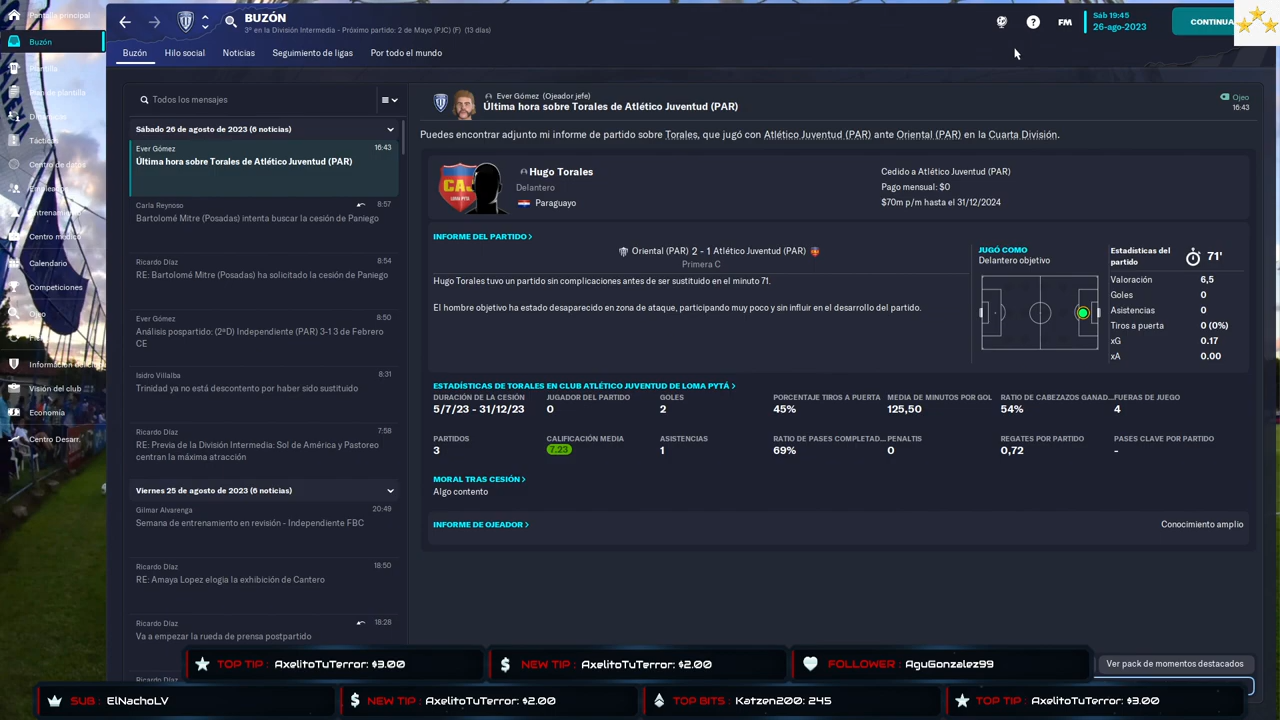 Pantalla principal
Buzón
Plantilla
Plan de plantilla
Dinámicas
Tácticas
Centro de datos
Empleados
Entrenamiento
Centro médico
Calendario
Competiciones
Ojeo
Información del club
Visión del club
Economía
Centro Desarr.
BUZÓN
3º en la División Intermedia - Próximo partido: 2 de Mayo (PJC) (F) (13 días)
FM
Sáb 19:45
26-ago-2023
CONTINUA
Buzón
Hilo social
Noticias
Seguimiento de ligas
Por todo el mundo
Todos los mensajes
Sábado 26 de agosto de 2023 (6 noticias)
Ever Gómez 16:43
Última hora sobre Torales de Atlético Juventud (PAR)
Carla Reynoso 8:57
Bartolomé Mitre (Posadas) intenta buscar la cesión de Paniego
Ricardo Díaz 8:54
RE: Bartolomé Mitre (Posadas) ha solicitado la cesión de Paniego
Ever Gómez 8:50
Análisis pospartido: (2ªD) Independiente (PAR) 3-1 3 de Febrero
CE
Isidro Villalba 8:31
Trinidad ya no está descontento por haber sido sustituido
Ricardo Díaz 7:58
RE: Previa de la División Intermedia: Sol de América y Pastoreo
centran la máxima atracción
Viernes 25 de agosto de 2023 (6 noticias)
Gilmar Alvarenga 20:49
Semana de entrenamiento en revisión - Independiente FBC
Ricardo Díaz 18:50
RE: Amaya Lopez elogia la exhibición de Cantero
Ricardo Díaz 18:28
Va a empezar la rueda de prensa postpartido
Ever Gómez (Ojeador jefe)
Última hora sobre Torales de Atlético Juventud (PAR)
Ojeo
16:43
Puedes encontrar adjunto mi informe de partido sobre Torales, que jugó con Atlético Juventud (PAR) ante Oriental (PAR) en la Cuarta División.
Hugo Torales
Delantero
Paraguayo
Cedido a Atlético Juventud (PAR)
Pago mensual: $0
$70m p/m hasta el 31/12/2024
INFORME DEL PARTIDO
Oriental (PAR) 2 - 1 Atlético Juventud (PAR)
Primera C
Hugo Torales tuvo un partido sin complicaciones antes de ser sustituido en el minuto 71.
El hombre objetivo ha estado desaparecido en zona de ataque, participando muy poco y sin influir en el desarrollo del partido.
JUGÓ COMO
Delantero objetivo
Estadísticas del
partido
71'
Valoración 6,5
Goles 0
Asistencias 0
Tiros a puerta 0 (0%)
xG 0.17
xA 0.00
ESTADÍSTICAS DE TORALES EN CLUB ATLÉTICO JUVENTUD DE LOMA PYTÁ
DURACIÓN DE LA CESIÓN JUGADOR DEL PARTIDO GOLES PORCENTAJE TIROS A PUERTA MEDIA DE MINUTOS POR GOL RATIO DE CABEZAZOS GANAD... FUERAS DE JUEGO
5/7/23 - 31/12/23 0 2 45% 125,50 54% 4
PARTIDOS CALIFICACIÓN MEDIA ASISTENCIAS RATIO DE PASES COMPLETAD... PENALTIS REGATES POR PARTIDO PASES CLAVE POR PARTIDO
3 7.23 1 69% 0 0,72 -
MORAL TRAS CESIÓN
Algo contento
INFORME DE OJEADOR
Conocimiento amplio
Ver pack de momentos destacados
TOP TIP : AxelitoTuTerror: $3.00
NEW TIP : AxelitoTuTerror: $2.00
FOLLOWER : AguGonzalez99
SUB : ElNachoLV
NEW TIP : AxelitoTuTerror: $2.00
TOP BITS : Katzen200: 245
TOP TIP : AxelitoTuTerror: $3.00